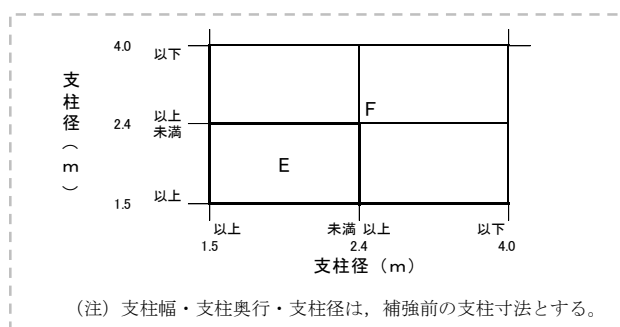 4.0 以下
支柱径(m)
2.4 以上
未満
F
E
1.5 以上
以上 未満 以上 以下
1.5 2.4 4.0
支柱径(m)
(注)支柱幅・支柱奥行・支柱径は,補強前の支柱寸法とする。